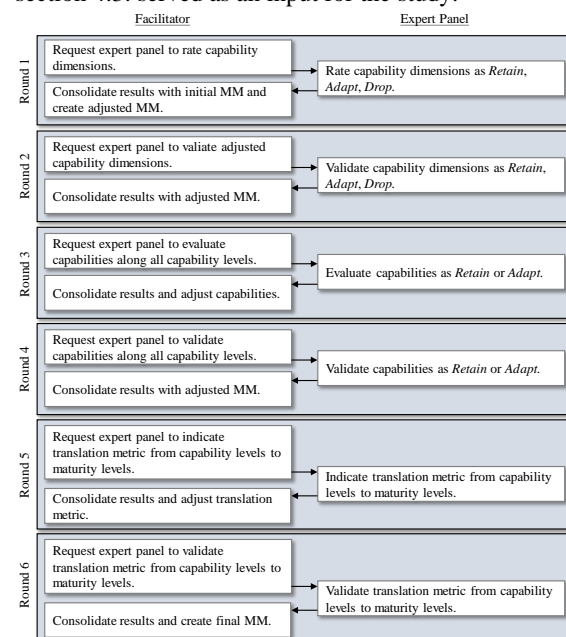 section 4.3. served as an input for the study.
Facilitator
Expert Panel
Round 1
Request expert panel to rate capability
dimensions.
Consolidate results with initial MM and
create adjusted MM.
Rate capability dimensions as Retain,
Adapt, Drop.
Round 2
Request expert panel to valiate adjusted
capability dimensions.
Consolidate results with adjusted MM.
Validate capability dimensions as Retain,
Adapt, Drop.
Round 3
Request expert panel to evaluate
capabilities along all capability levels.
Consolidate results and adjust capabilities.
Evaluate capabilities as Retain or Adapt.
Round 4
Request expert panel to validate
capabilities along all capability levels.
Consolidate results with adjusted MM.
Validate capabilities as Retain or Adapt.
Round 5
Request expert panel to indicate
translation metric from capability levels to
maturity levels.
Consolidate results and adjust translation
metric.
Indicate translation metric from capability
levels to maturity levels.
Round 6
Request expert panel to validate
translation metric from capability levels to
maturity levels.
Consolidate results and create final MM.
Validate translation metric from capability
levels to maturity levels.